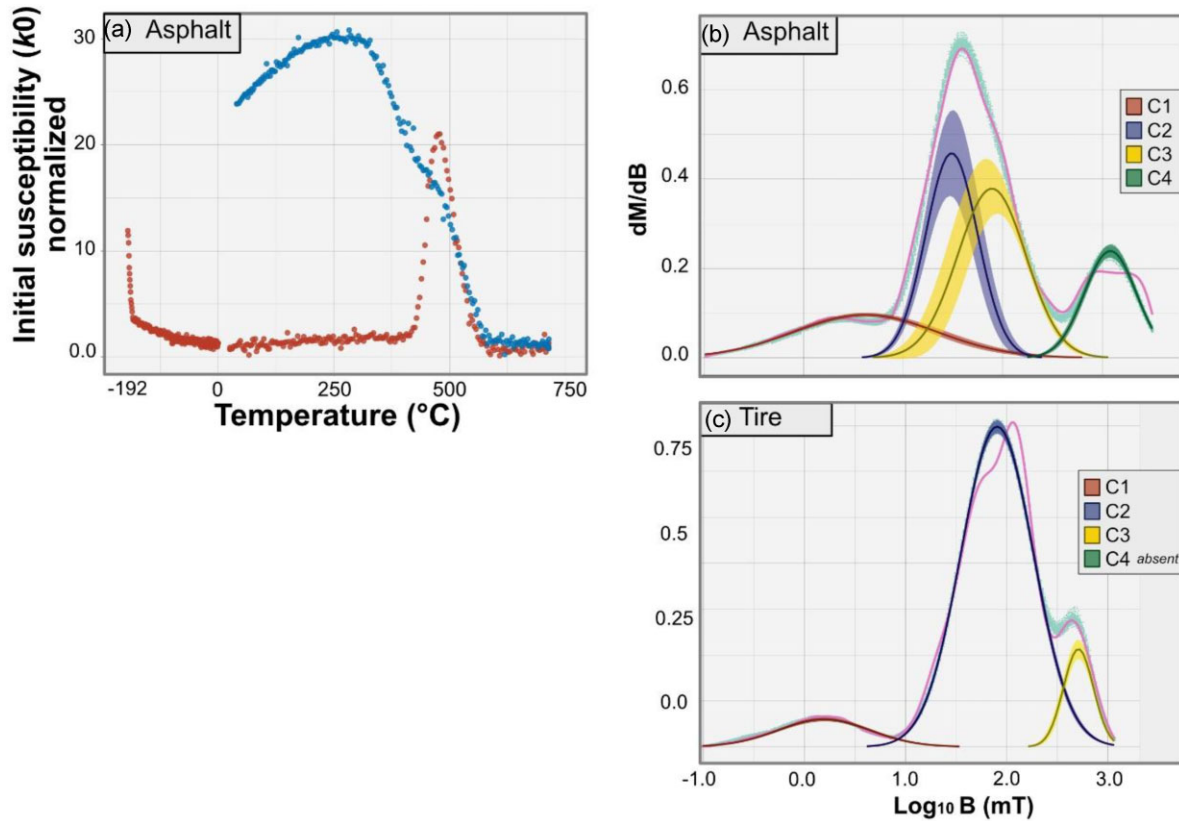 (a) Asphalt
Initial susceptibility (k0)
normalized
30
20
10
0.0
-192
0
250
500
750
Temperature (°C)
(b) Asphalt
dM/dB
0.6
0.4
0.2
0.0
C1
C2
C3
C4
(c) Tire
0.75
0.5
0.25
0.0
C1
C2
C3
C4 absent
-1.0
0.0
1.0
2.0
3.0
Log₁₀ B (mT)